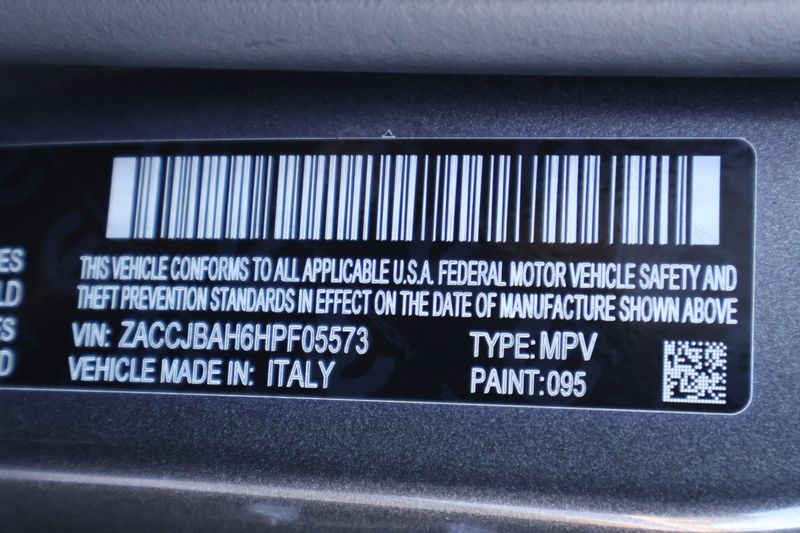 THIS VEHICLE CONFORMS TO ALL APPLICABLE U.S.A. FEDERAL MOTOR VEHICLE SAFETY AND
THEFT PREVENTION STANDARDS IN EFFECT ON THE DATE OF MANUFACTURE SHOWN ABOVE
VIN: ZACCJBAH6HPF05573 TYPE: MPV
VEHICLE MADE IN: ITALY PAINT: 095